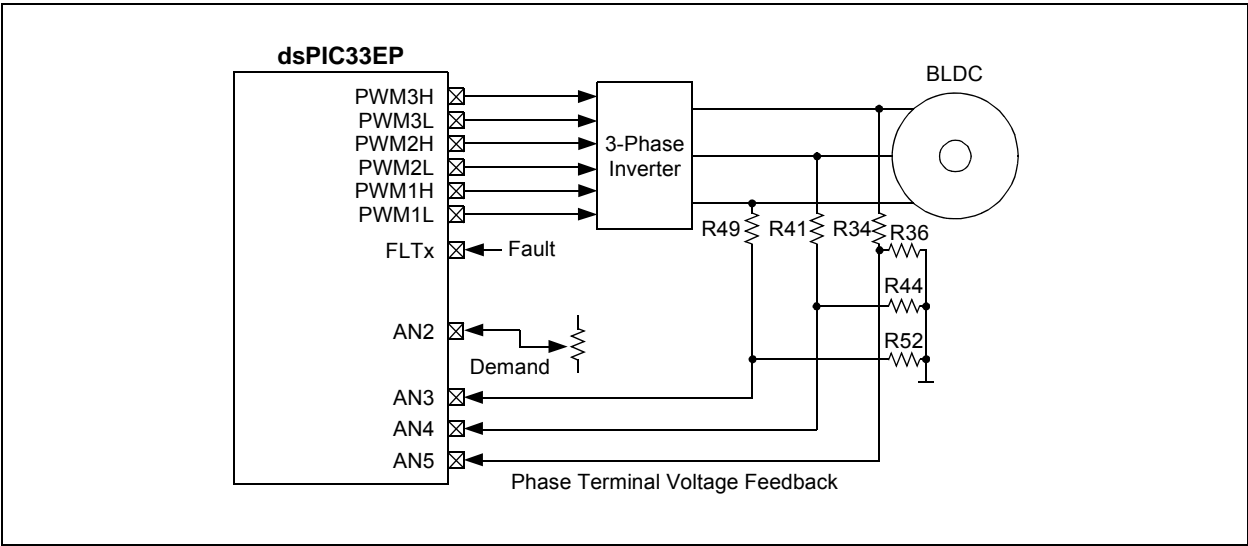 dsPIC33EP
BLDC
PWM3H
PWM3L
PWM2H
PWM2L
PWM1H
PWM1L
3-Phase
Inverter
R49
R41
R34
R36
FLTx
Fault
R44
AN2
R52
Demand
AN3
AN4
AN5
Phase Terminal Voltage Feedback